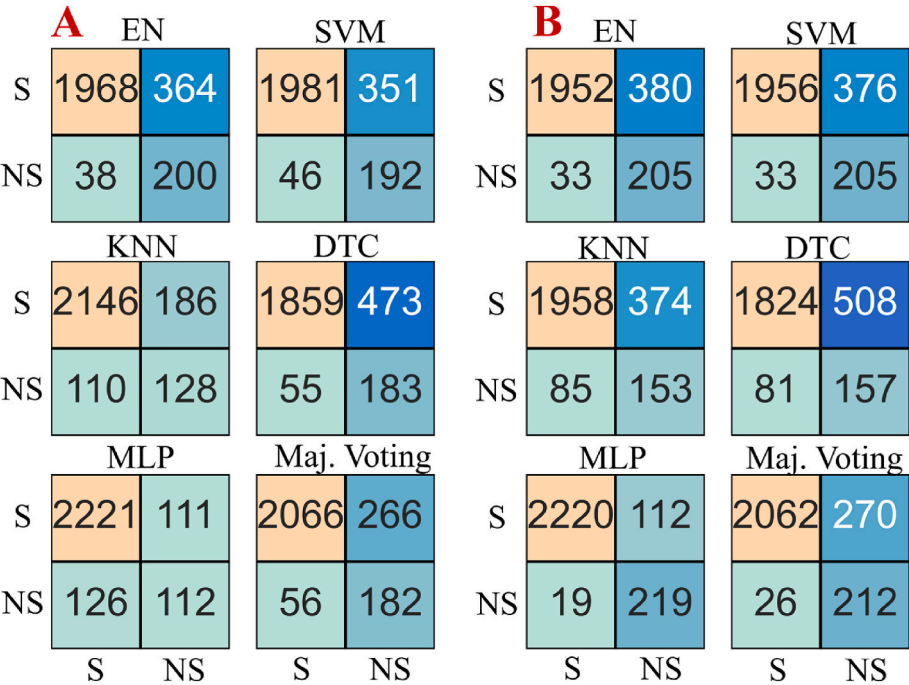 A B
EN SVM EN SVM
S 1968 364 1981 351 S 1952 380 1956 376
NS 38 200 46 192 NS 33 205 33 205
KNN DTC KNN DTC
S 2146 186 1859 473 S 1958 374 1824 508
NS 110 128 55 183 NS 85 153 81 157
MLP Maj. Voting MLP Maj. Voting
S 2221 111 2066 266 S 2220 112 2062 270
NS 126 112 56 182 NS 19 219 26 212
S NS S NS S NS S NS